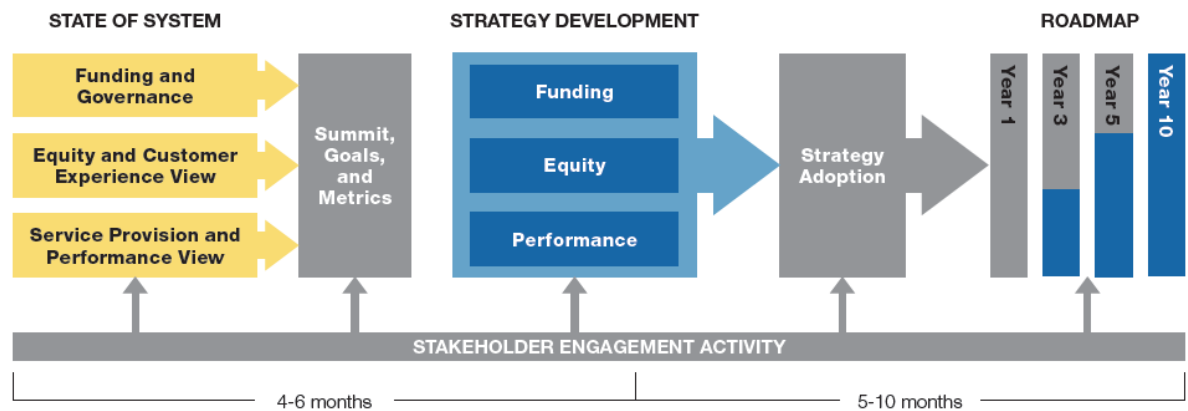 STATE OF SYSTEM
STRATEGY DEVELOPMENT
ROADMAP
Funding and
Governance
Equity and Customer
Experience View
Service Provision and
Performance View
Summit,
Goals,
and
Metrics
Funding
Equity
Performance
Strategy
Adoption
Year 1
Year 3
Year 5
Year 10
STAKEHOLDER ENGAGEMENT ACTIVITY
4-6 months
5-10 months